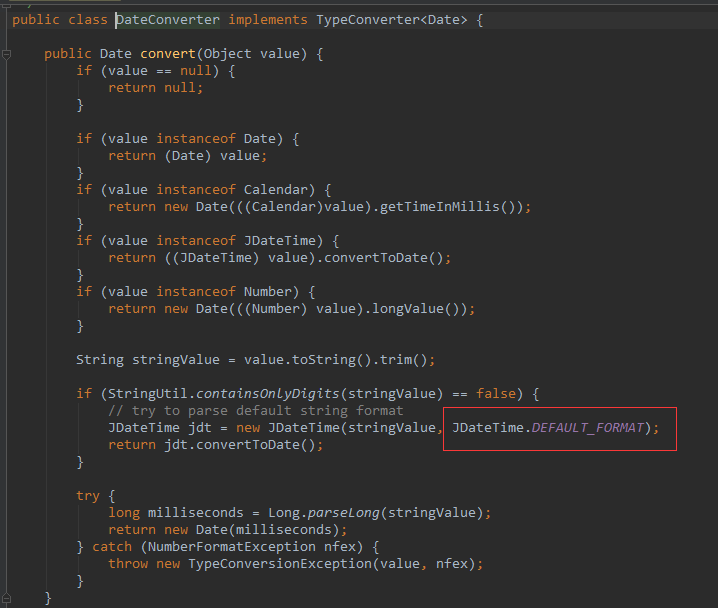 public class DateConverter implements TypeConverter<Date> {
public Date convert(Object value) {
if (value == null) {
return null;
}
if (value instanceof Date) {
return (Date) value;
}
if (value instanceof Calendar) {
return new Date(((Calendar)value).getTimeInMillis());
}
if (value instanceof JDateTime) {
return ((JDateTime) value).convertToDate();
}
if (value instanceof Number) {
return new Date(((Number) value).longValue());
}
String stringValue = value.toString().trim();
if (StringUtil.containsOnlyDigits(stringValue) == false) {
// try to parse default string format
JDateTime jdt = new JDateTime(stringValue, JDateTime.DEFAULT_FORMAT);
return jdt.convertToDate();
}
try {
long milliseconds = Long.parseLong(stringValue);
return new Date(milliseconds);
} catch (NumberFormatException nfex) {
throw new TypeConversionException(value, nfex);
}
}